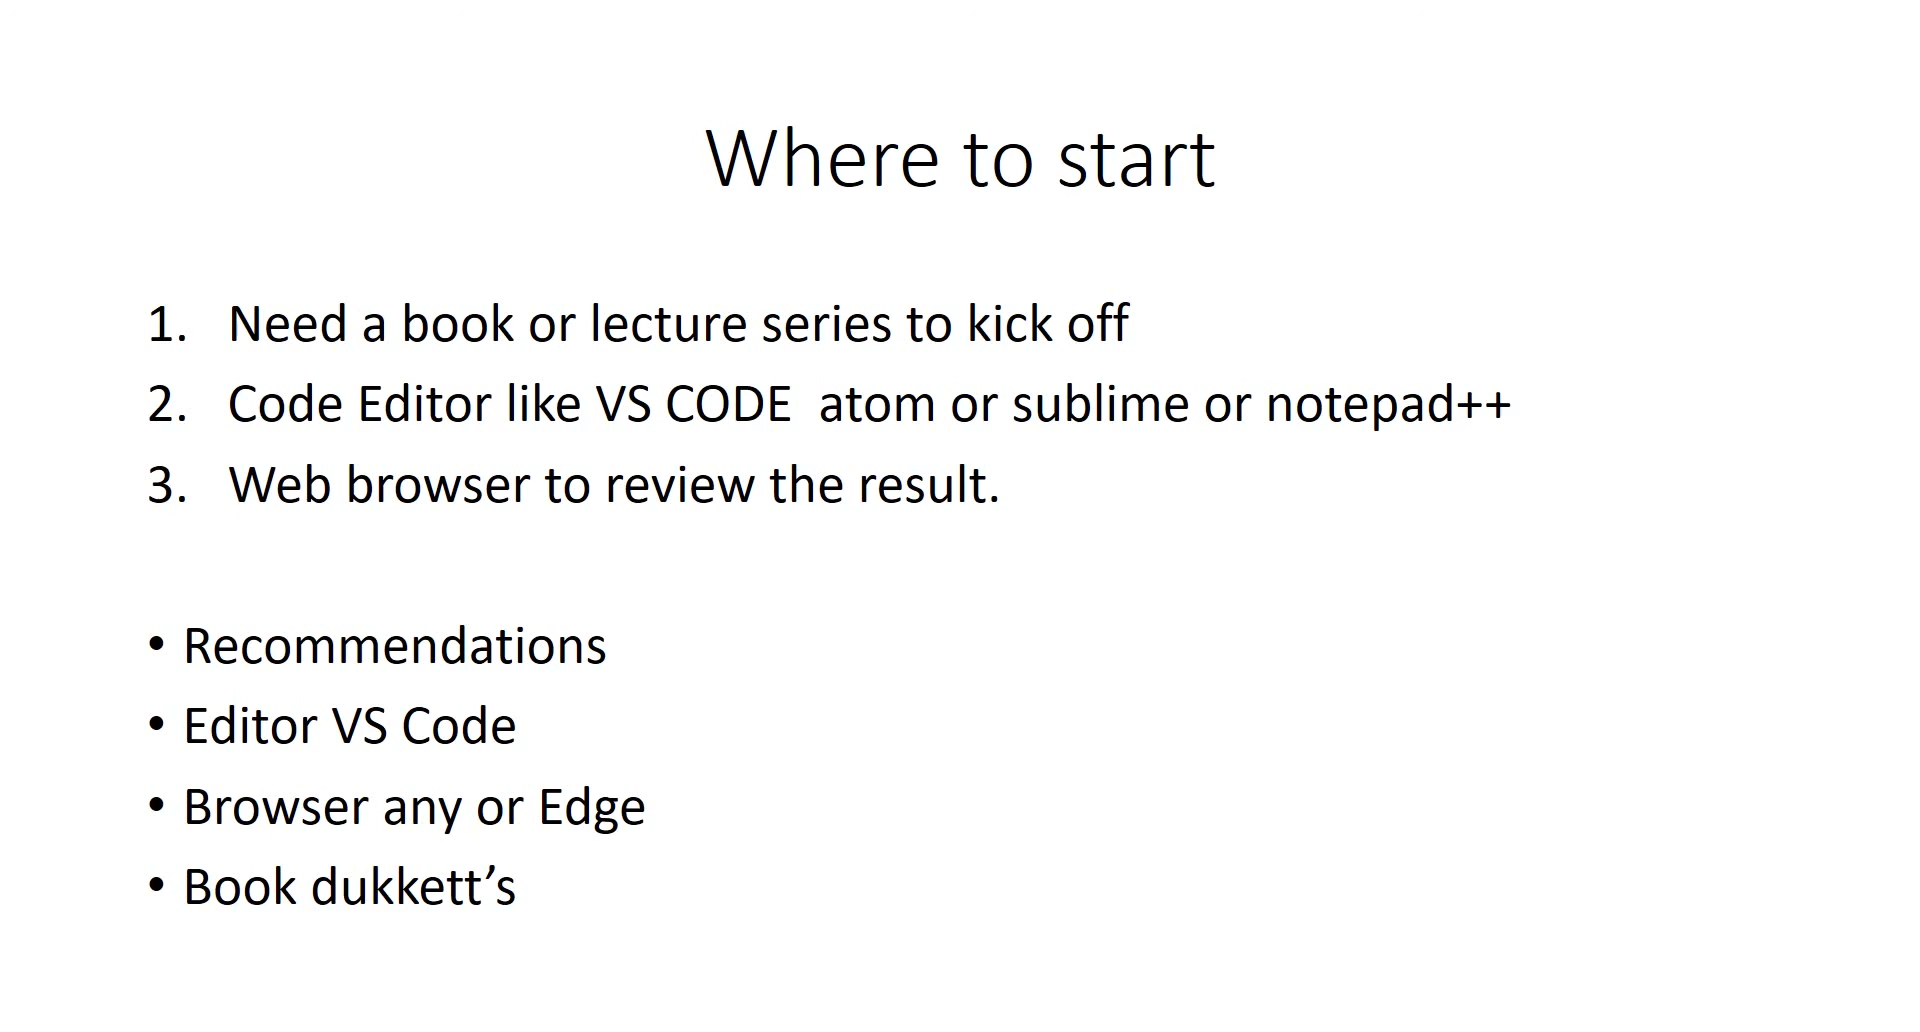 Where to start
1. Need a book or lecture series to kick off
2. Code Editor like VS CODE  atom or sublime or notepad++
3. Web browser to review the result.
• Recommendations
• Editor VS Code
• Browser any or Edge
• Book dukkett’s